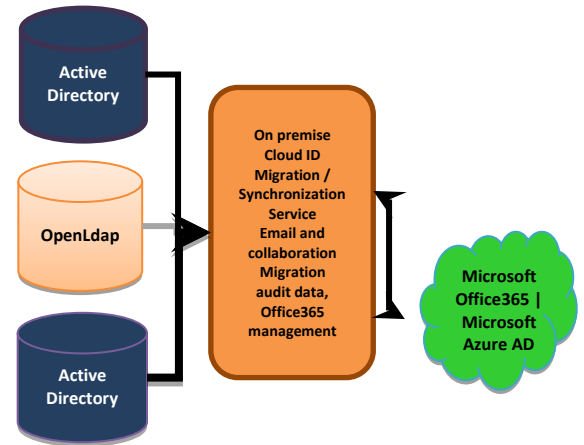 Active
Directory
OpenLdap
Active
Directory
On premise
Cloud ID
Migration /
Synchronization
Service
Email and
collaboration
Migration
audit data,
Office365
management
Microsoft
Office365 |
Microsoft
Azure AD